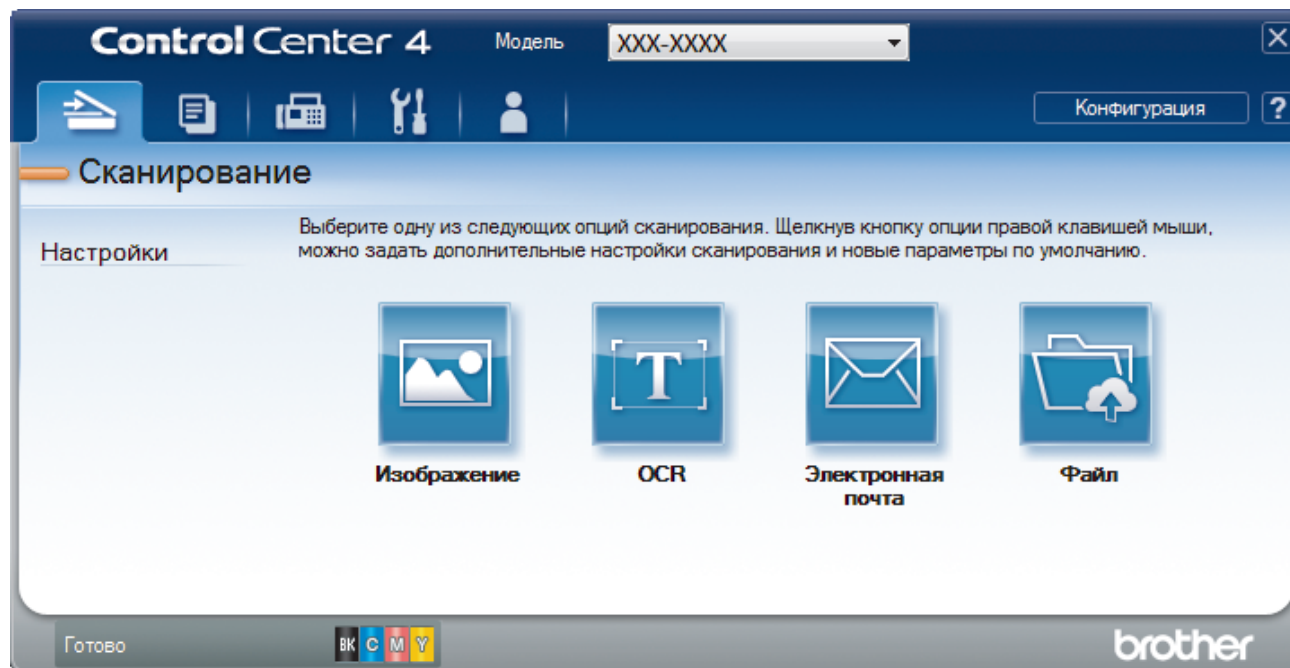 ControlCenter 4 Модель XXX-XXXX
Конфигурация ?
Сканирование
Выберите одну из следующих опций сканирования. Щелкнув кнопку опции правой клавишей мыши,
можно задать дополнительные настройки сканирования и новые параметры по умолчанию.
Настройки
T
Изображение OCR Электронная Файл
почта
Готово BK C M Y brother